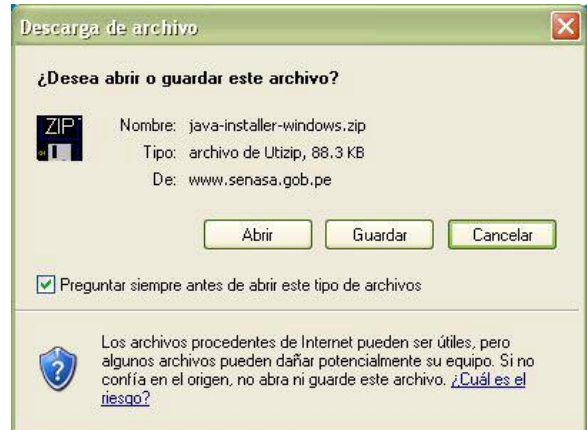 Descarga de archivo
¿Desea abrir o guardar este archivo?
ZIP
Nombre: java-installer-windows.zip
Tipo: archivo de Utizip, 88.3 KB
De: www.senasa.gob.pe
Abrir Guardar Cancelar
Preguntar siempre antes de abrir este tipo de archivos
Los archivos procedentes de Internet pueden ser útiles, pero
algunos archivos pueden dañar potencialmente su equipo. Si no
confía en el origen, no abra ni guarde este archivo. ¿Cuál es el
riesgo?